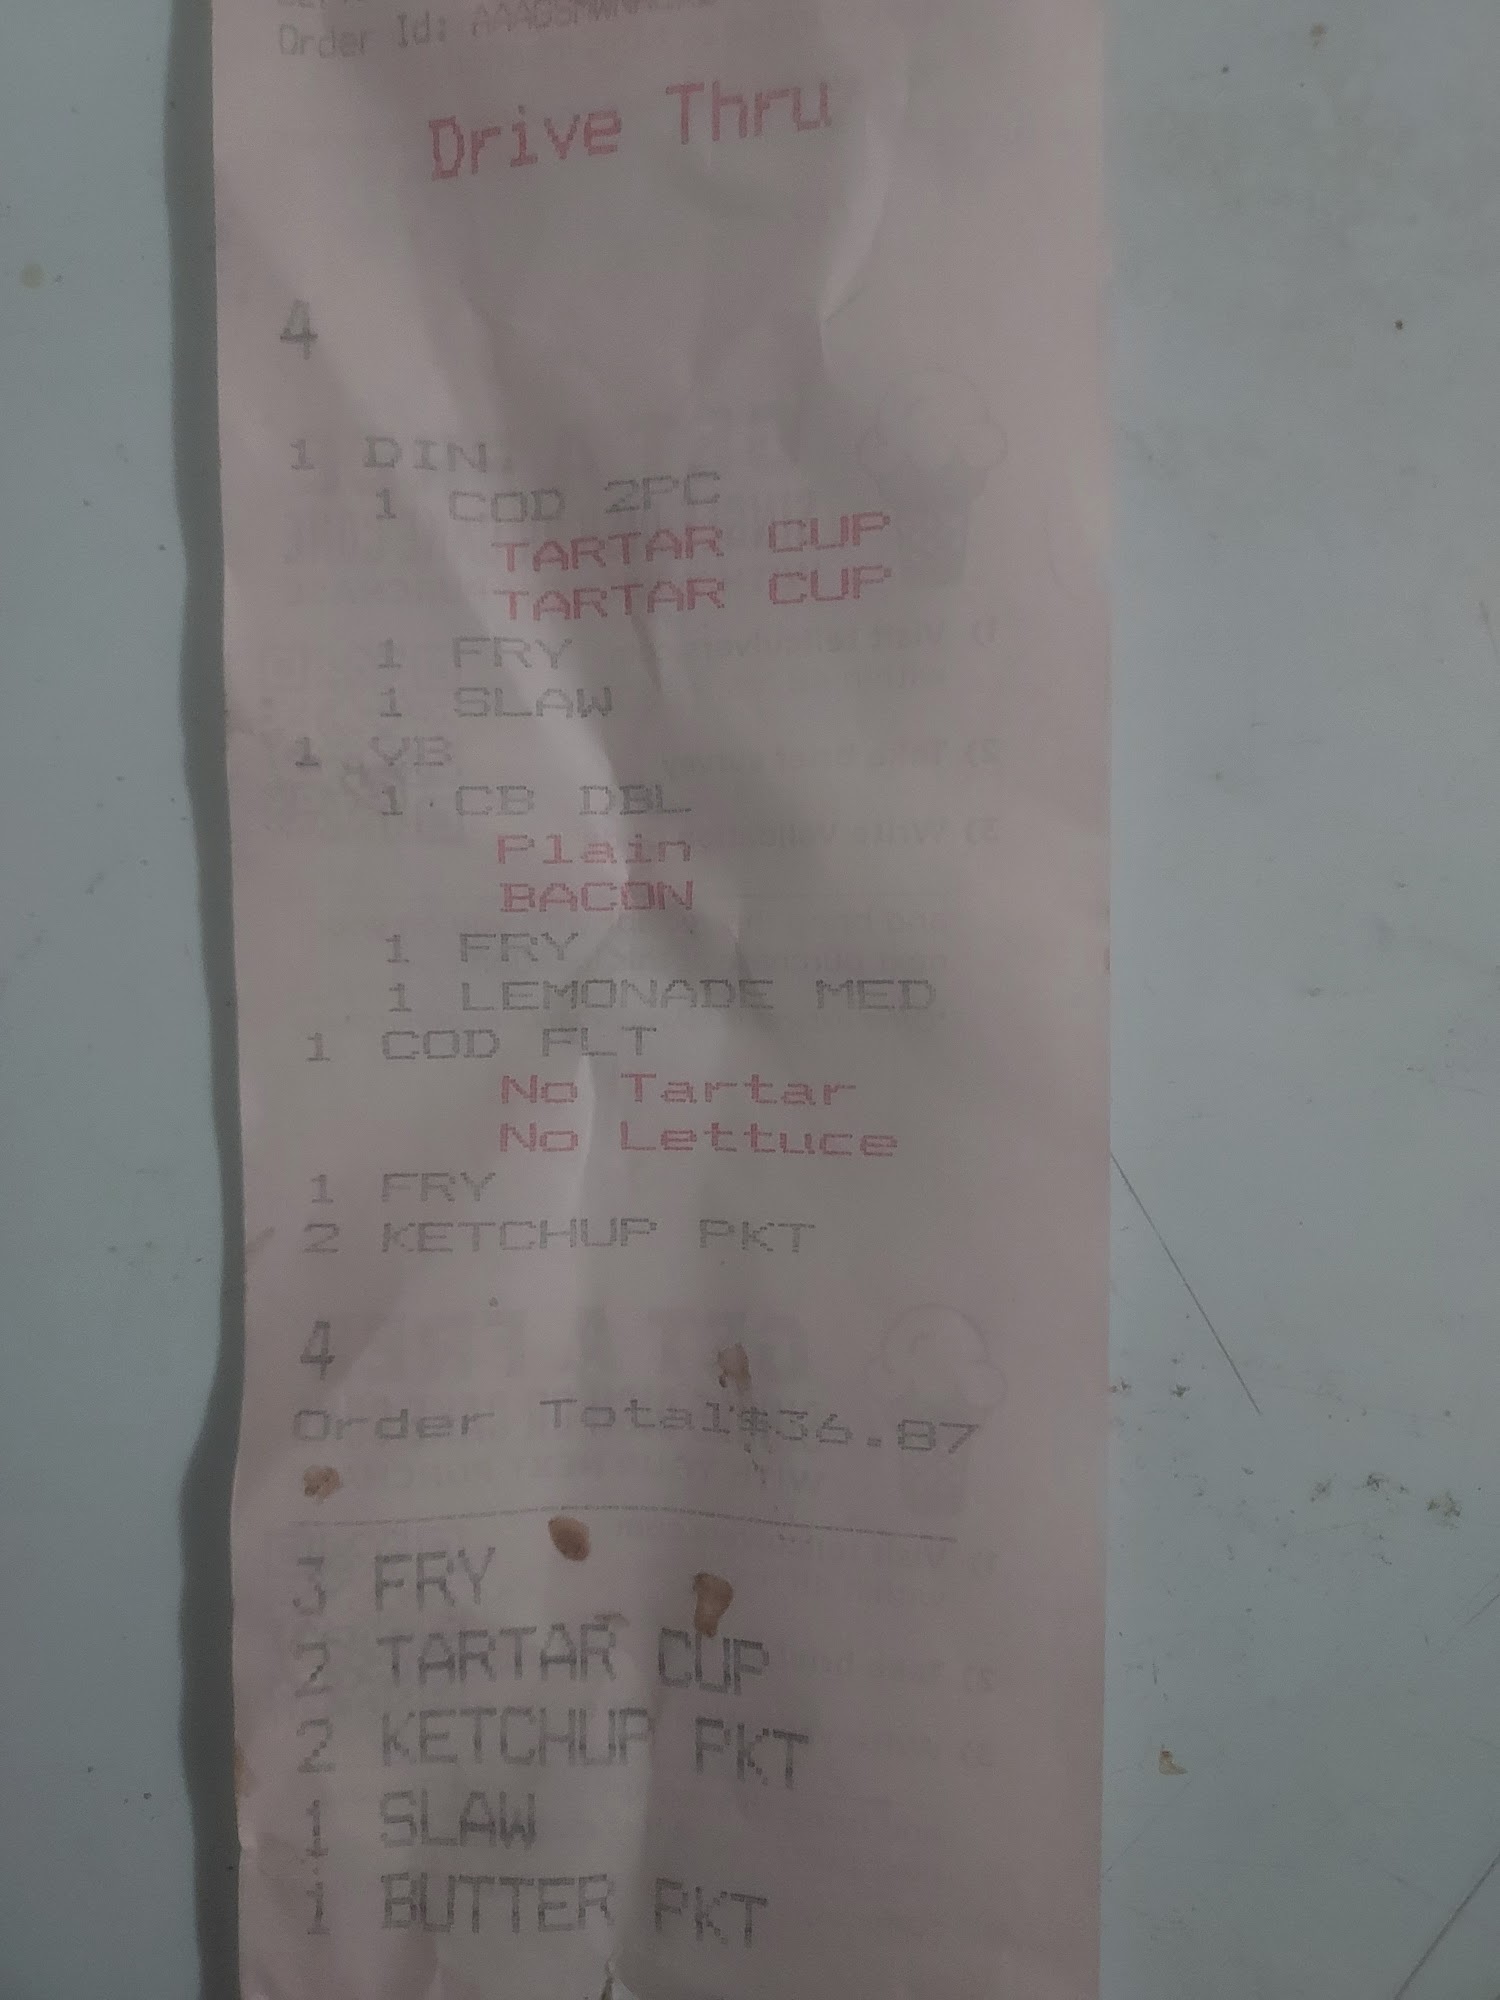 Order Id:
Drive Thru
4
1 DIN.
1 COD 2PC
TARTAR CUP
TARTAR CUP
1 FRY
1 SLAW
1 VB
1 CB DBL
Plain
BACON
1 FRY
1 LEMONADE MED
1 COD FLT
No Tartar
No Lettuce
1 FRY
2 KETCHUP PKT
4
Order Total$36.87
3 FRY
2 TARTAR CUP
2 KETCHUP PKT
1 SLAW
1 BUTTER PKT